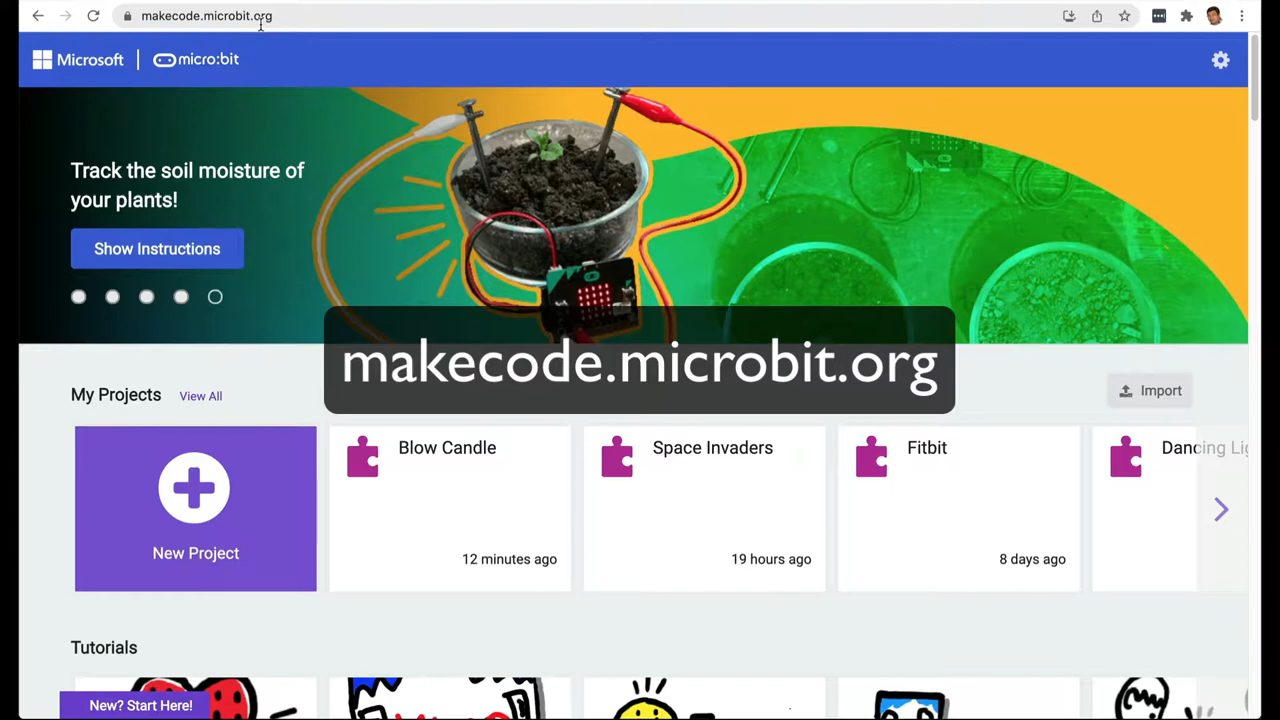 makecode.microbit.org
Microsoft | micro:bit
Track the soil moisture of
your plants!
Show Instructions
makecode.microbit.org
My Projects View All
Import
New Project
Blow Candle
12 minutes ago
Space Invaders
19 hours ago
Fitbit
8 days ago
Dancing Lig
Tutorials
New? Start Here!